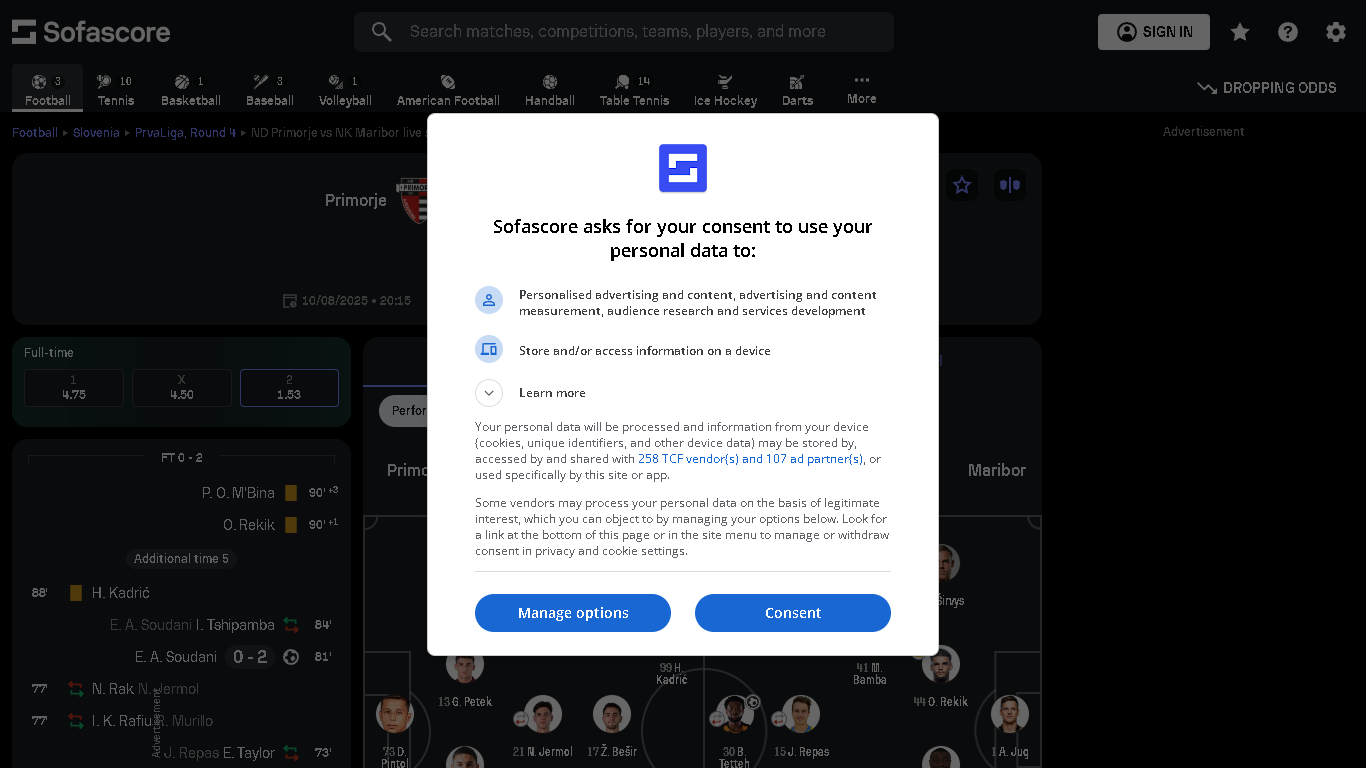 Sofascore
Search matches, competitions, teams, players, and more
SIGN IN
3
Football
10
Tennis
1
Basketball
3
Baseball
1
Volleyball
American Football
Handball
14
Table Tennis
Ice Hockey
Darts
More
DROPPING ODDS
Football
Slovenia
PrvaLiga, Round 4
ND Primorje vs NK Maribor live
Advertisement
Primorje
10/08/2025 • 20:15
Sofascore asks for your consent to use your
personal data to:
Personalised advertising and content, advertising and content
measurement, audience research and services development
Store and/or access information on a device
Learn more
Your personal data will be processed and information from your device
(cookies, unique identifiers, and other device data) may be stored by,
accessed by and shared with 258 TCF vendor(s) and 107 ad partner(s), or
used specifically by this site or app.
Some vendors may process your personal data on the basis of legitimate
interest, which you can object to by managing your options below. Look for
a link at the bottom of this page or in the site menu to manage or withdraw
consent in privacy and cookie settings.
Manage options
Consent
Full-time
1
4.75
X
4.50
2
1.53
FT 0 - 2
P. O. M'Bina
90' +3
O. Rekik
90' +1
Additional time 5
88'
H. Kadrić
E. A. Soudani I. Tshipamba
84'
E. A. Soudani
0 - 2
81'
77'
N. Rak N. Jermol
77'
I. K. Rafiu R. Murillo
J. Repas E. Taylor
73'
Advertisement
Maribor
13 G. Petek
99 H.
Kadrić
41 M.
Bamba
44 O. Rekik
73 D.
Pintol
21 N. Jermol
17 Ž. Bešir
30 B.
Tetteh
15 J. Repas
1 A. Jug